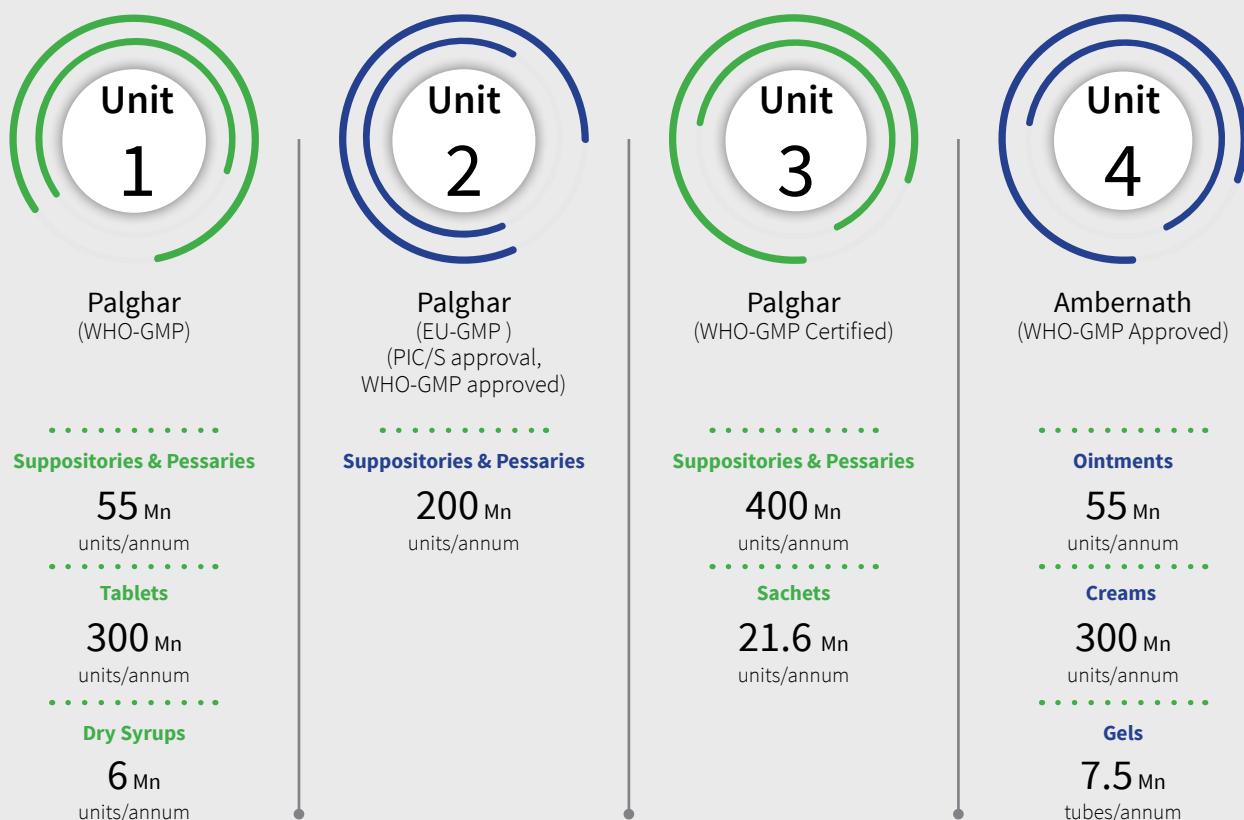 Unit
1
Palghar
(WHO-GMP)
Suppositories & Pessaries
55 Mn
units/annum
Tablets
300 Mn
units/annum
Dry Syrups
6 Mn
units/annum
Unit
2
Palghar
(EU-GMP )
(PIC/S approval,
WHO-GMP approved)
Suppositories & Pessaries
200 Mn
units/annum
Unit
3
Palghar
(WHO-GMP Certified)
Suppositories & Pessaries
400 Mn
units/annum
Sachets
21.6 Mn
units/annum
Unit
4
Ambernath
(WHO-GMP Approved)
Ointments
55 Mn
units/annum
Creams
300 Mn
units/annum
Gels
7.5 Mn
tubes/annum